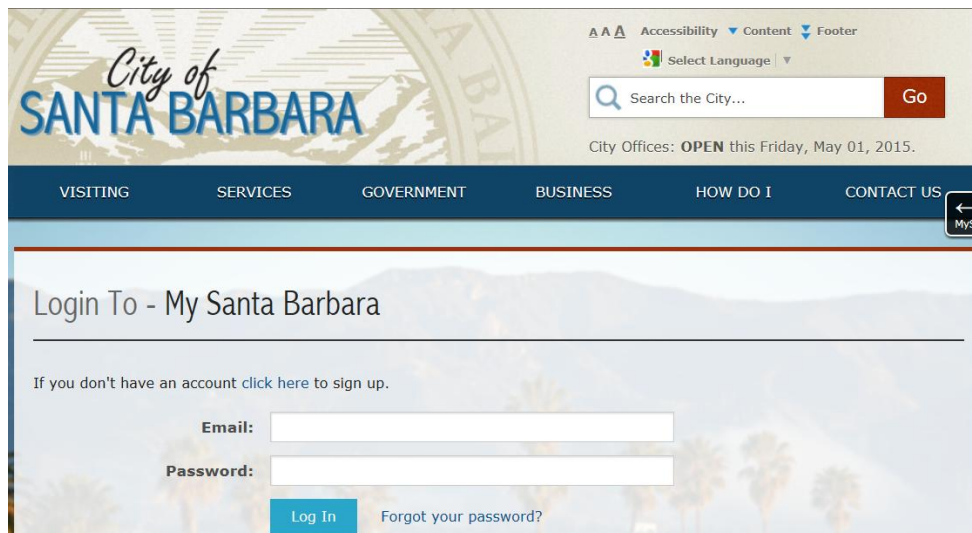 A A A Accessibility Content Footer
Select Language
City of
SANTA BARBARA
Search the City...
Go
City Offices: OPEN this Friday, May 01, 2015.
VISITING SERVICES GOVERNMENT BUSINESS HOW DO I CONTACT US
Login To - My Santa Barbara
If you don't have an account click here to sign up.
Email:
Password:
Log In Forgot your password?